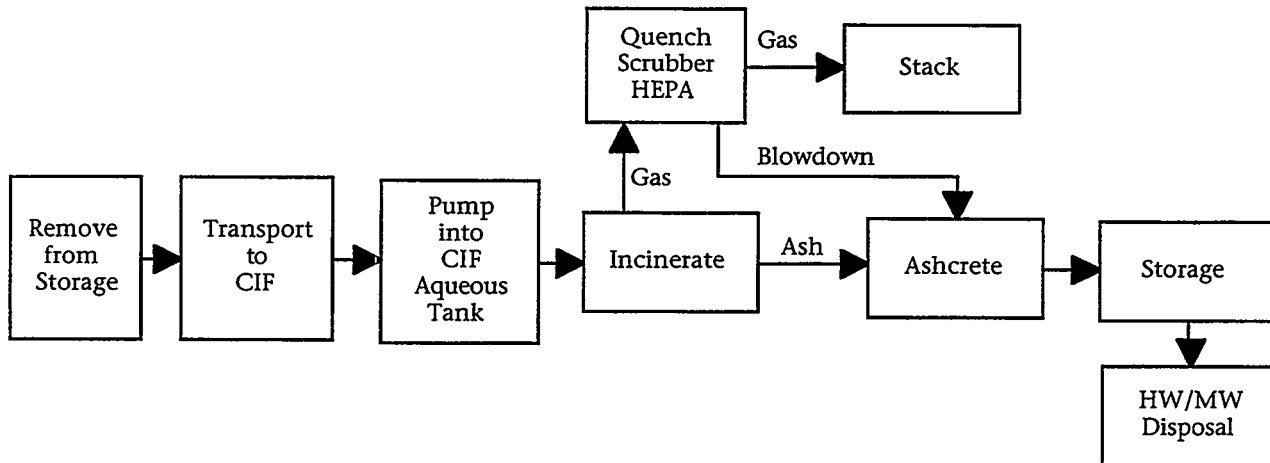 Quench
Scrubber
HEPA
Gas
Stack
Gas
Blowdown
Remove
from
Storage
Transport
to
CIF
Pump
into
CIF
Aqueous
Tank
Incinerate
Ash
Ashcrete
Storage
HW/MW
Disposal